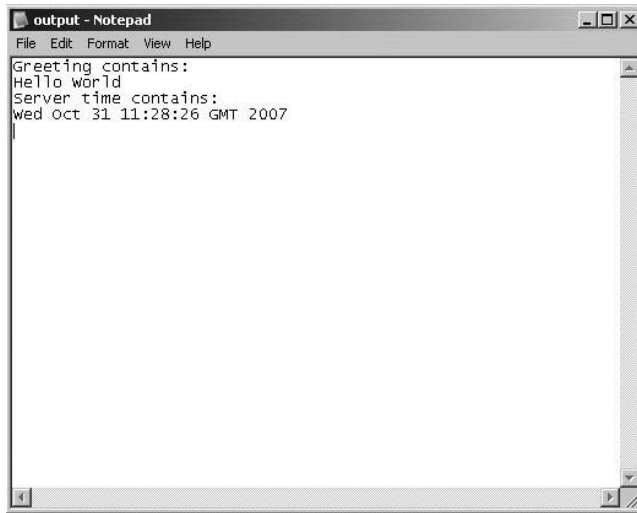 output - Notepad
File Edit Format View Help
Greeting contains:
Hello World
Server time contains:
Wed Oct 31 11:28:26 GMT 2007